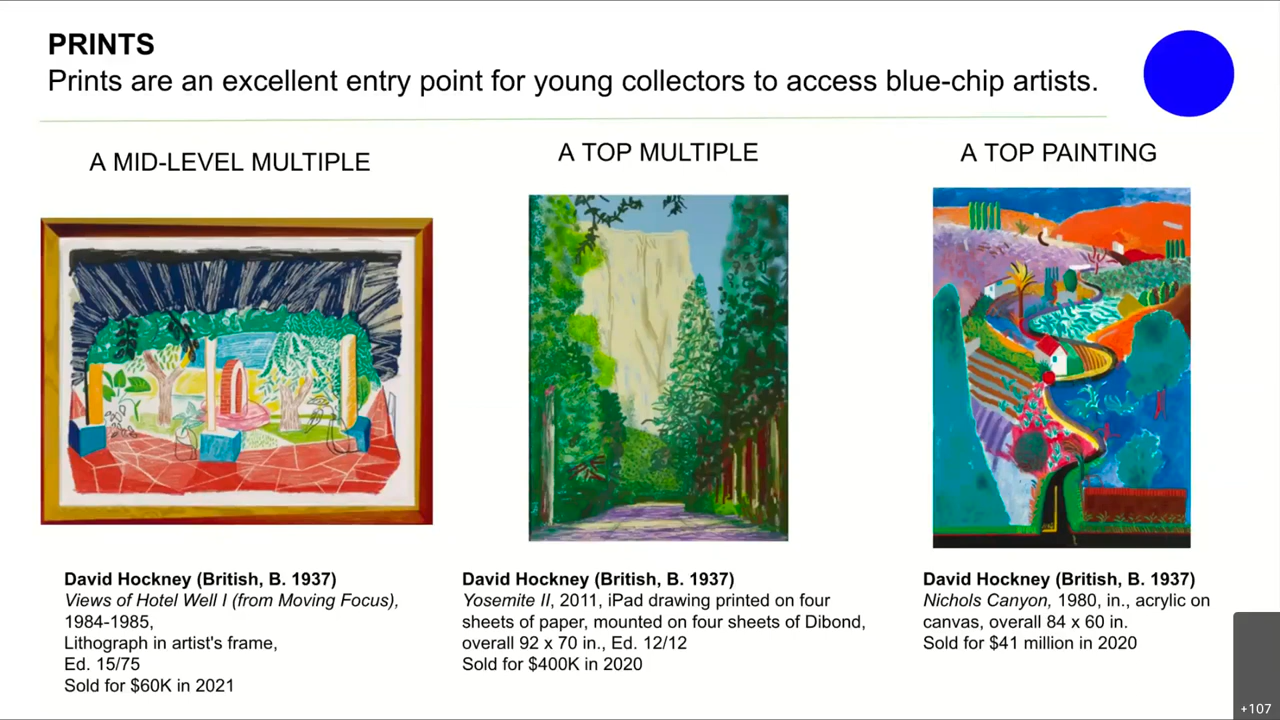 PRINTS
Prints are an excellent entry point for young collectors to access blue-chip artists.
A MID-LEVEL MULTIPLE
A TOP MULTIPLE
A TOP PAINTING
David Hockney (British, B. 1937)
Views of Hotel Well I (from Moving Focus),
1984-1985,
Lithograph in artist's frame,
Ed. 15/75
Sold for $60K in 2021
David Hockney (British, B. 1937)
Yosemite II, 2011, iPad drawing printed on four
sheets of paper, mounted on four sheets of Dibond,
overall 92 x 70 in., Ed. 12/12
Sold for $400K in 2020
David Hockney (British, B. 1937)
Nichols Canyon, 1980, in., acrylic on
canvas, overall 84 x 60 in.
Sold for $41 million in 2020
+107